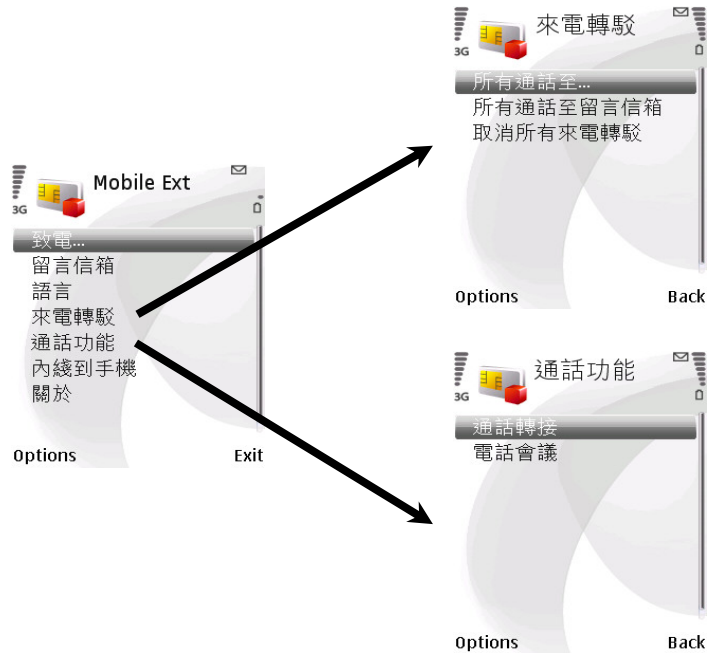 Mobile Ext
3G
致電...
留言信箱
語言
來電轉駁
通話功能
內綫到手機
關於
Options
Exit
來電轉駁
3G
所有通話至...
所有通話至留言信箱
取消所有來電轉駁
Options
Back
通話功能
3G
通話轉接
電話會議
Options
Back